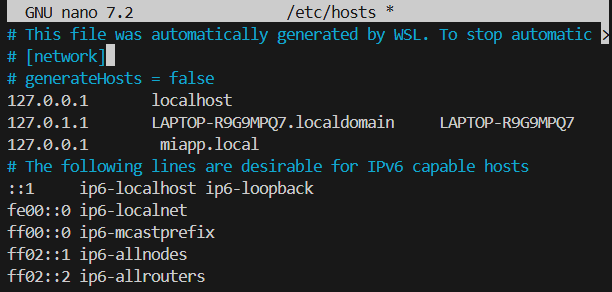 GNU nano 7.2 /etc/hosts *
# This file was automatically generated by WSL. To stop automatic >
# [network]
# generateHosts = false
127.0.0.1 localhost
127.0.1.1 LAPTOP-R9G9MPQ7.localdomain LAPTOP-R9G9MPQ7
127.0.0.1 miapp.local
# The following lines are desirable for IPv6 capable hosts
::1 ip6-localhost ip6-loopback
fe00::0 ip6-localnet
ff00::0 ip6-mcastprefix
ff02::1 ip6-allnodes
ff02::2 ip6-allrouters